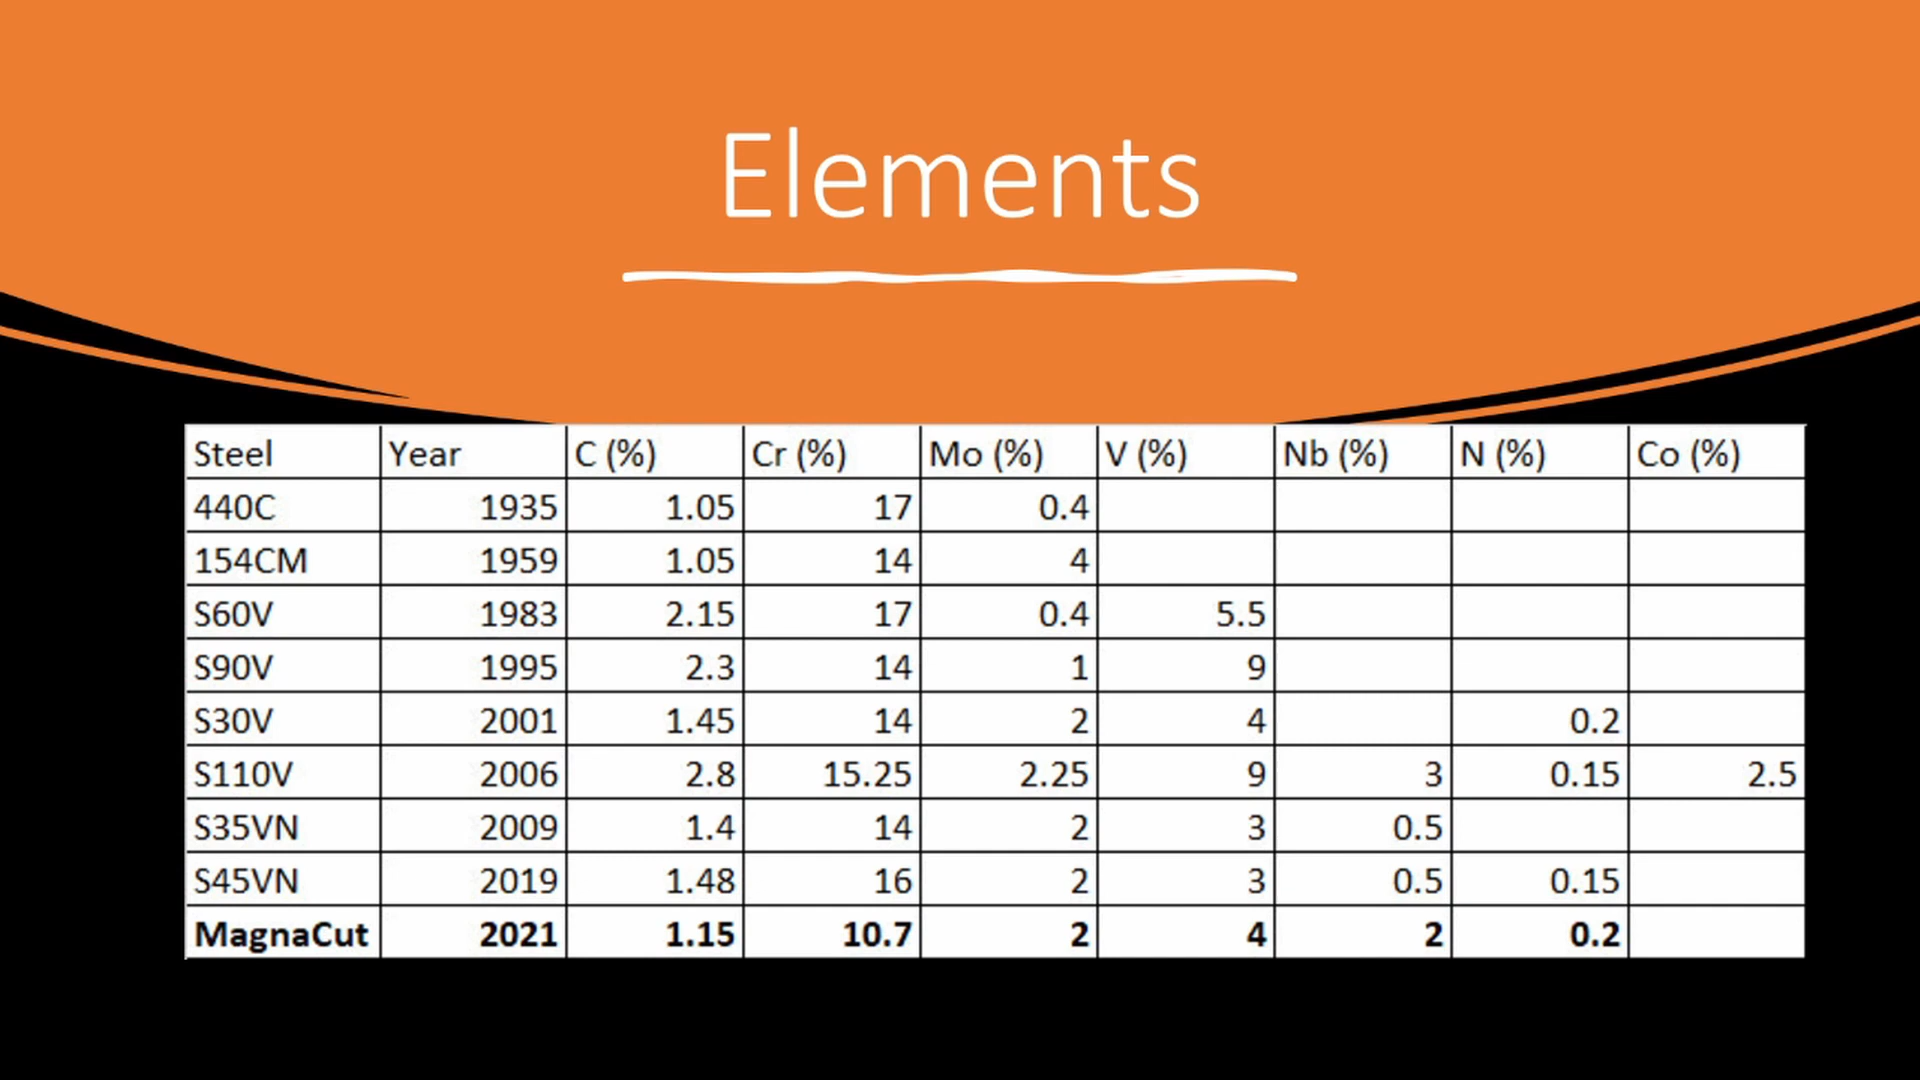 Elements
Steel Year C (%) Cr (%) Mo (%) V (%) Nb (%) N (%) Co (%)
440C 1935 1.05 17 0.4
154CM 1959 1.05 14 4
S60V 1983 2.15 17 0.4 5.5
S90V 1995 2.3 14 1 9
S30V 2001 1.45 14 2 4 0.2
S110V 2006 2.8 15.25 2.25 9 3 0.15 2.5
S35VN 2009 1.4 14 2 3 0.5
S45VN 2019 1.48 16 2 3 0.5 0.15
MagnaCut 2021 1.15 10.7 2 4 2 0.2